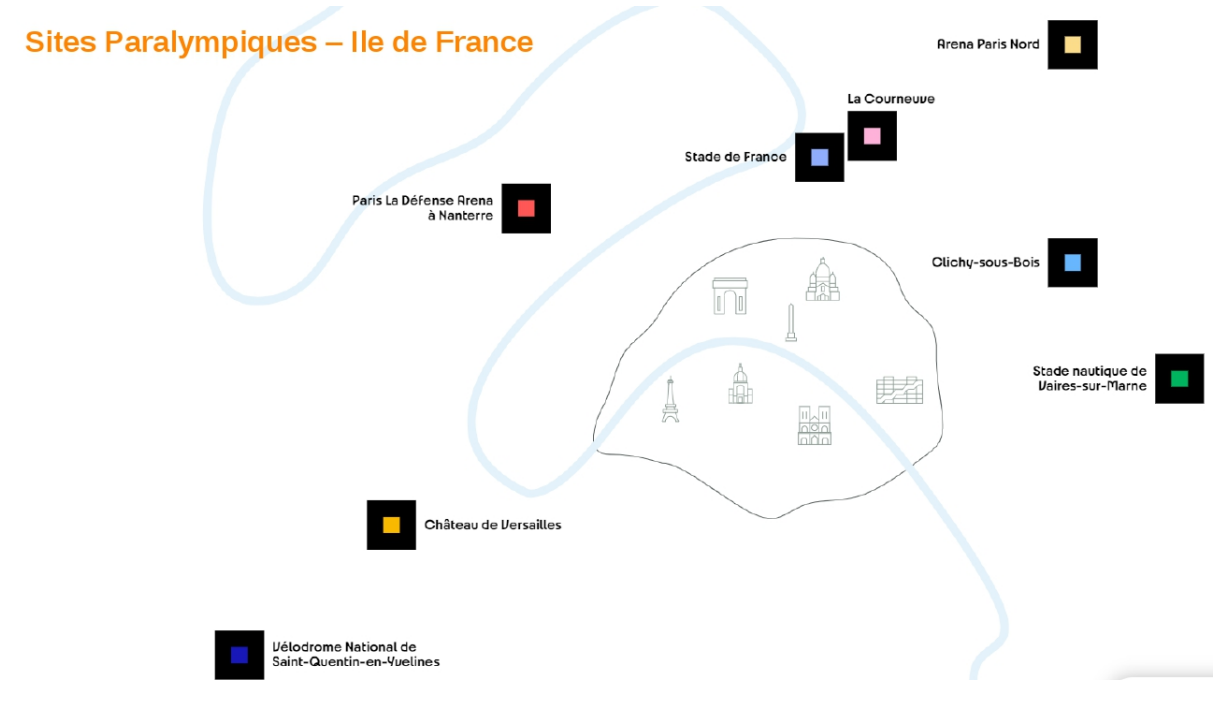 Sites Paralympiques – Ile de France
Arena Paris Nord
La Courneuve
Stade de France
Paris La Défense Arena
à Nanterre
Clichy-sous-Bois
Stade nautique de
Vaires-sur-Marne
Château de Versailles
Vélodrome National de
Saint-Quentin-en-Yvelines